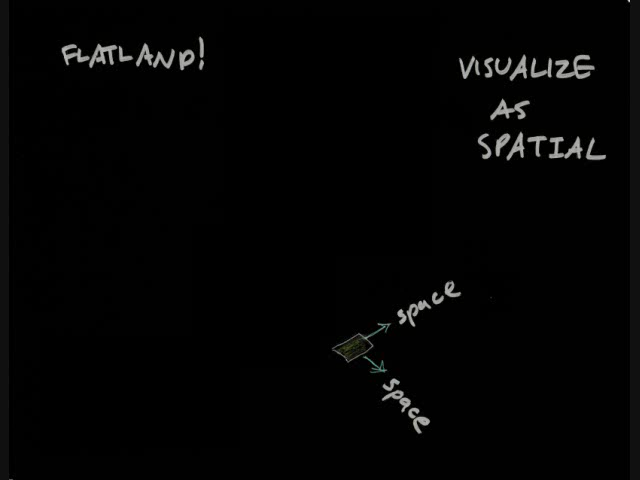 FLATLAND!
VISUALIZE
AS
SPATIAL
space
space